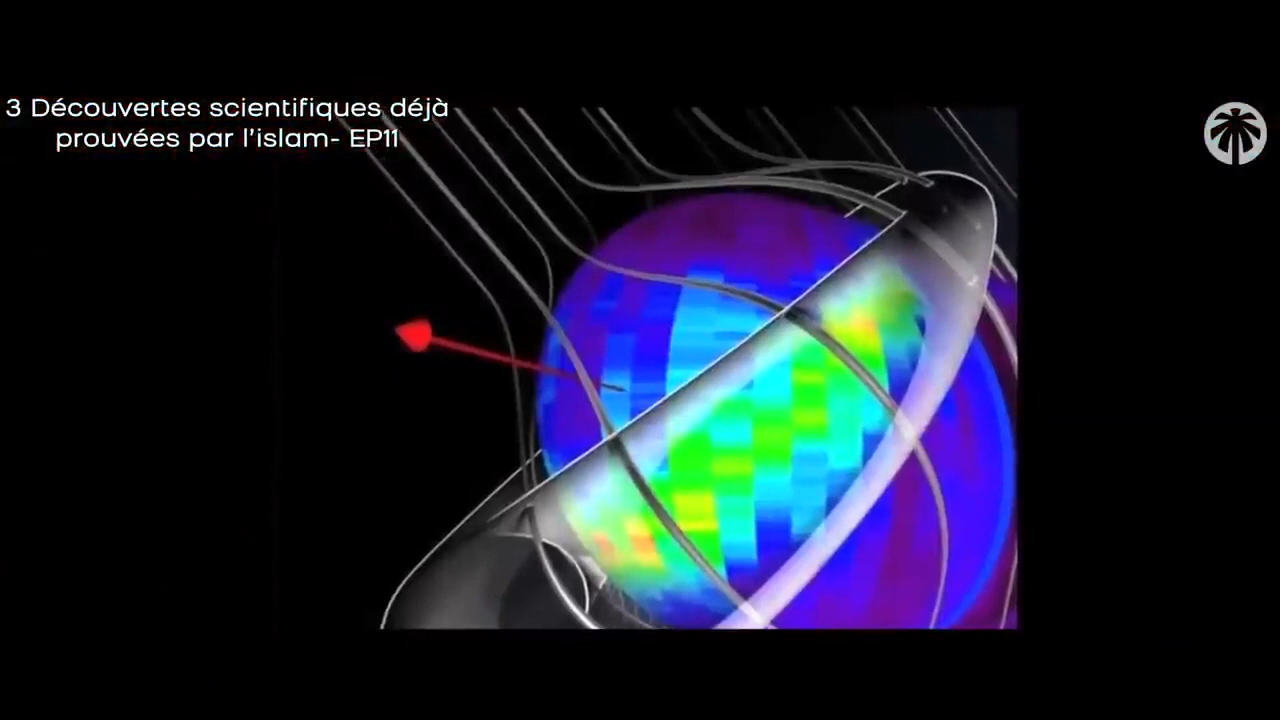 3 Découvertes scientifiques déjà
prouvées par l'islam- EP11